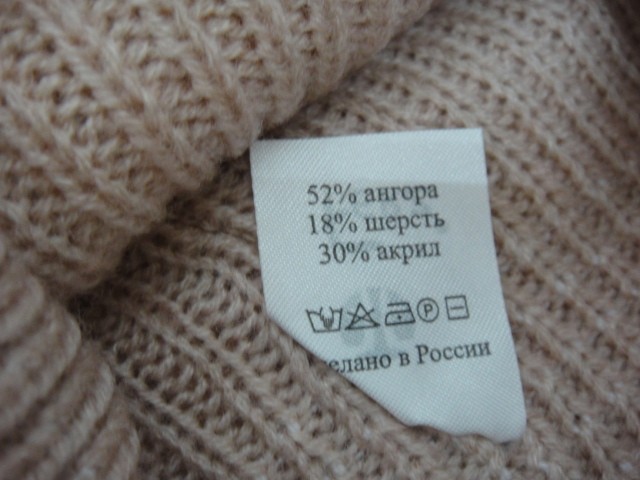 52% ангора
18% шерсть
30% акрил
P
елано в России